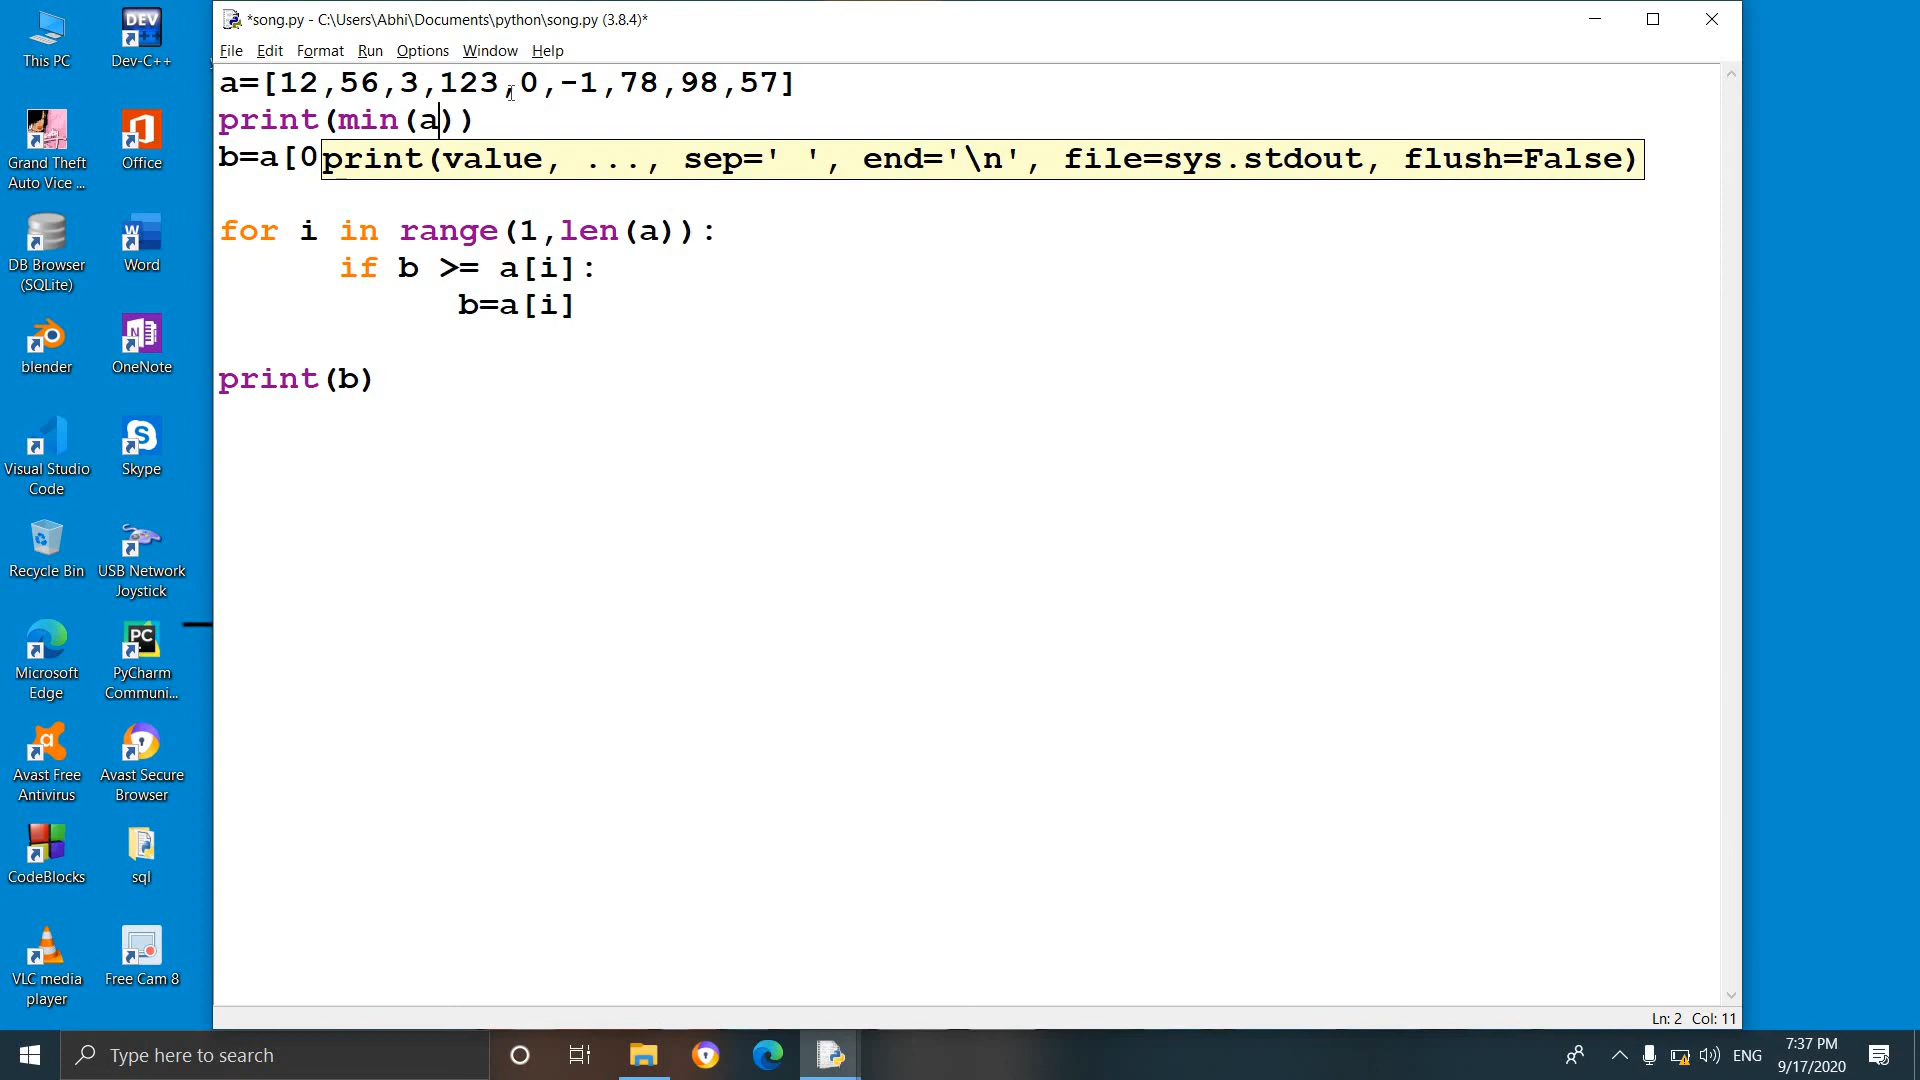 *song.py - C:\Users\Abhi\Documents\python\song.py (3.8.4)*
File Edit Format Run Options Window Help
a=[12,56,3,123,0,-1,78,98,57]
print(min(a))
b=a[0
print(value, ..., sep=' ', end='\n', file=sys.stdout, flush=False)
for i in range(1,len(a)):
if b >= a[i]:
b=a[i]
print(b)
Ln: 2 Col: 11
This PC
Dev-C++
Grand Theft
Auto Vice ...
Office
DB Browser
(SQLite)
Word
blender
OneNote
Visual Studio
Code
Skype
Recycle Bin
USB Network
Joystick
Microsoft
Edge
PyCharm
Communi...
Avast Free
Antivirus
Avast Secure
Browser
CodeBlocks
sql
VLC media
player
Free Cam 8
Type here to search
ENG
7:37 PM
9/17/2020